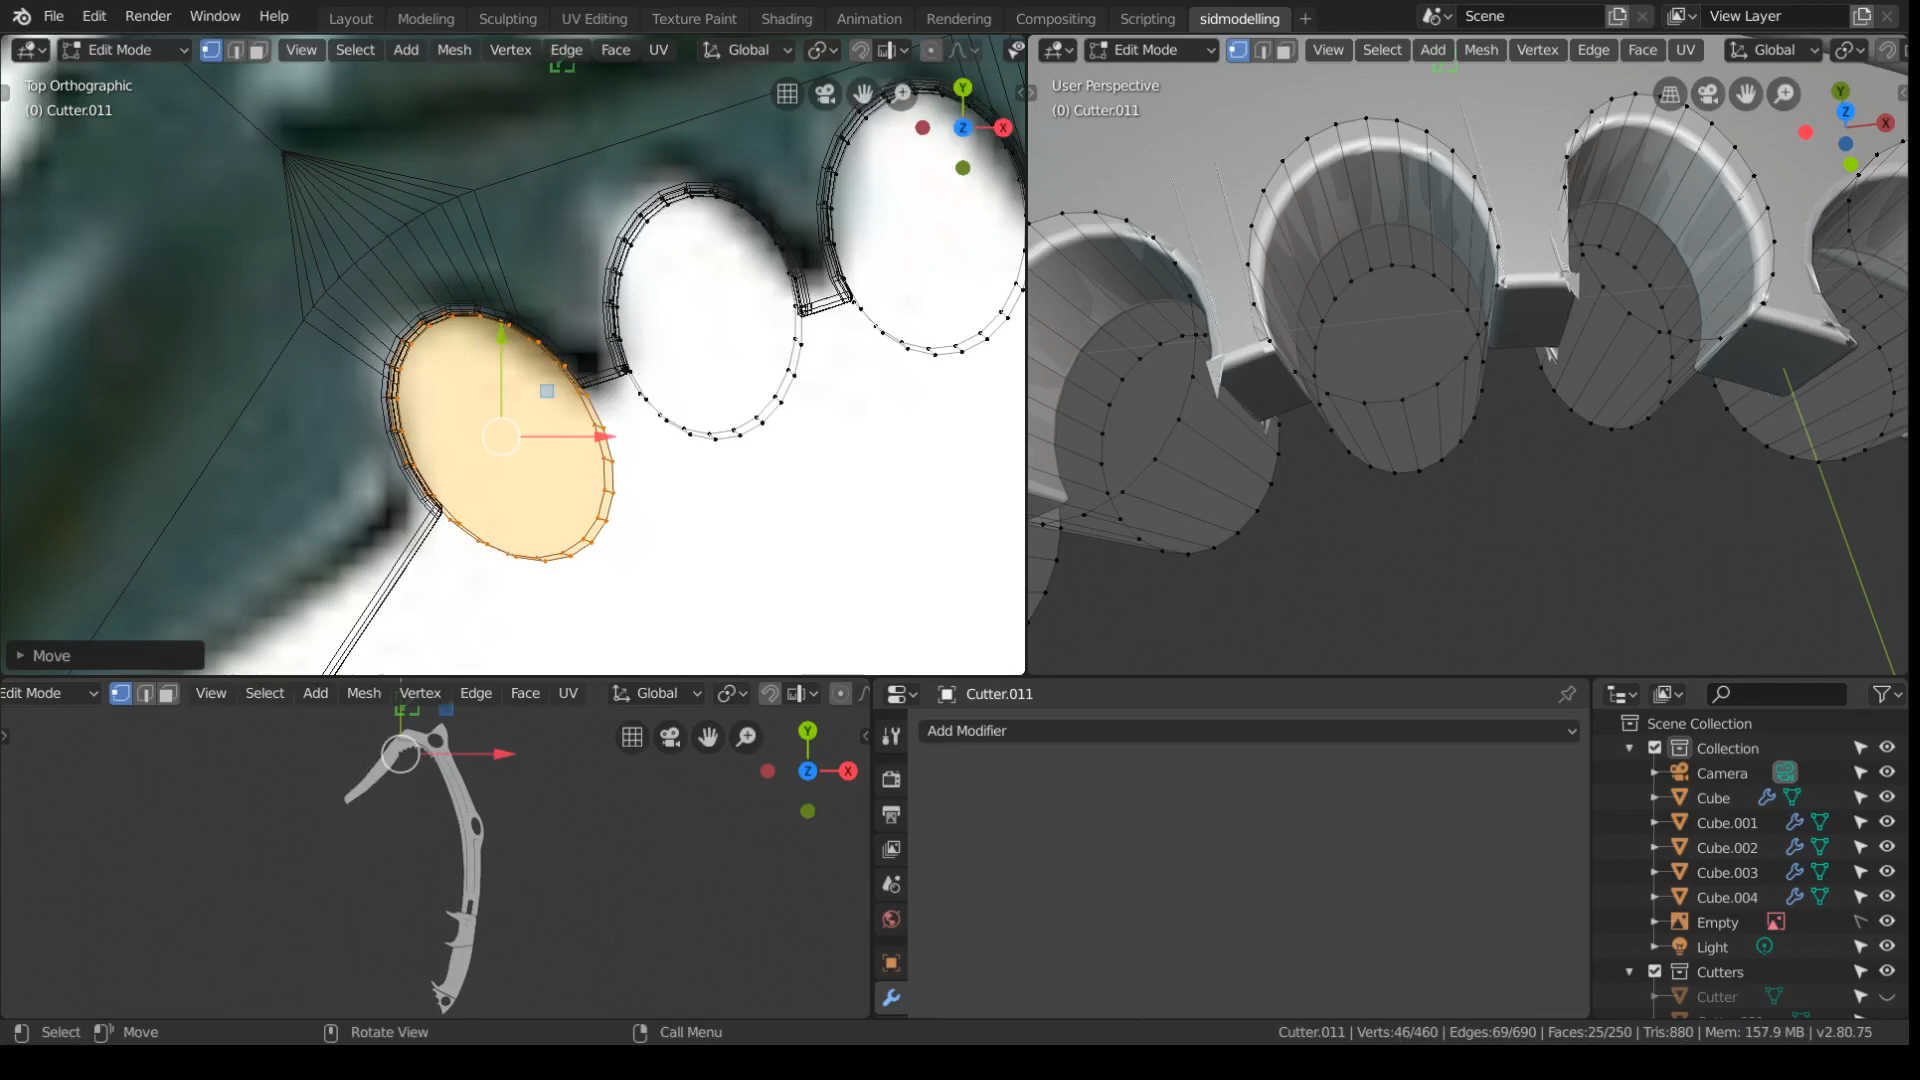 File Edit Render Window Help Layout Modeling Sculpting UV Editing Texture Paint Shading Animation Rendering Compositing Scripting sidmodelling + Scene View Layer
Edit Mode View Select Add Mesh Vertex Edge Face UV Global
Edit Mode View Select Add Mesh Vertex Edge Face UV Global
Top Orthographic
(0) Cutter.011
Y
Z
X
User Perspective
(0) Cutter.011
Y
Z
X
Move
Edit Mode View Select Add Mesh Vertex Edge Face UV Global
Y
Z
X
Cutter.011
Add Modifier
Scene Collection
Collection
Camera
Cube
Cube.001
Cube.002
Cube.003
Cube.004
Empty
Light
Cutters
Cutter
Select Move Rotate View Call Menu Cutter.011 | Verts:46/460 | Edges:69/690 | Faces:25/250 | Tris:880 | Mem: 157.9 MB | v2.80.75